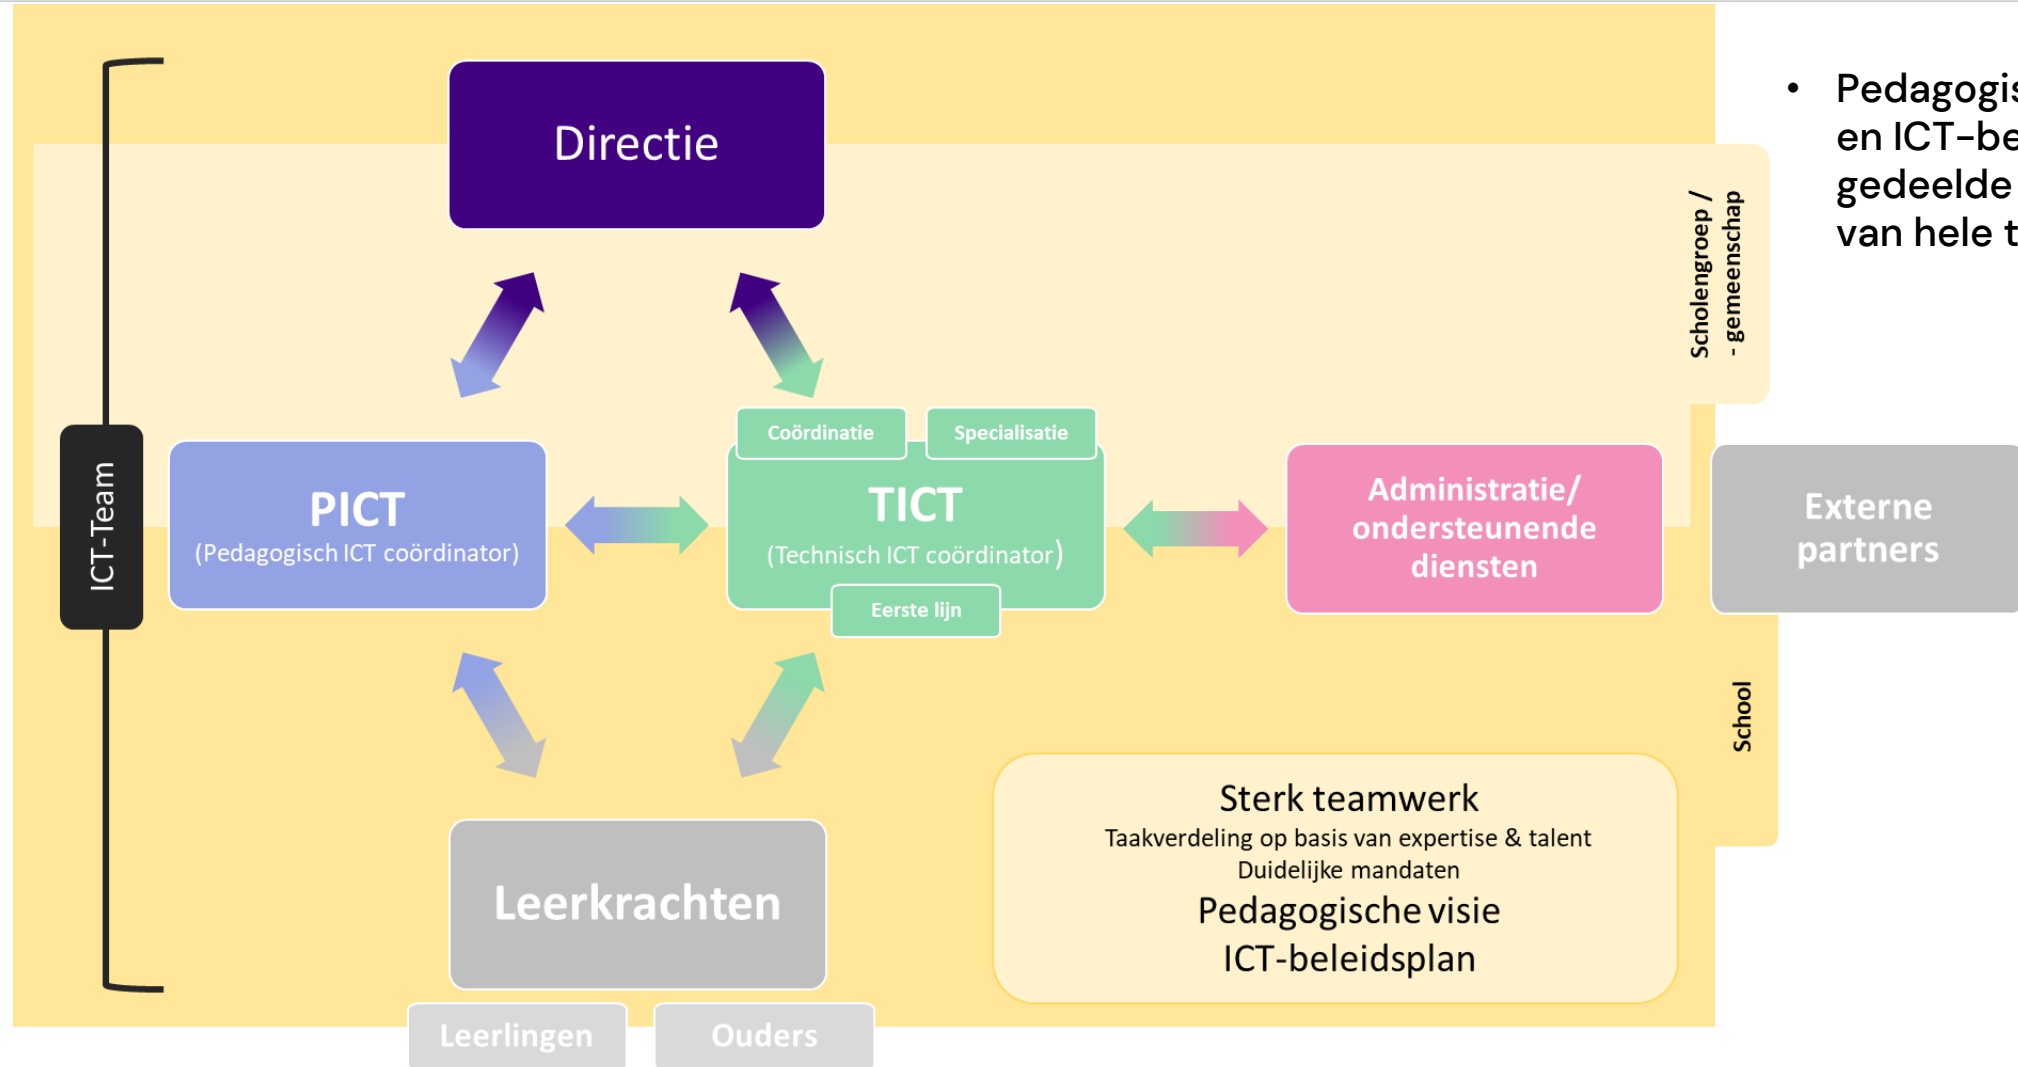 Directie
Pedagogis
en ICT-be
gedeelde
van hele t
Scholengroep /
- gemeenschap
ICT-Team
PICT
(Pedagogisch ICT coördinator)
Coördinatie
Specialisatie
TICT
(Technisch ICT coördinator)
Eerste lijn
Administratie/
ondersteunende
diensten
Externe
partners
School
Leerkrachten
Leerlingen
Ouders
Sterk teamwerk
Taakverdeling op basis van expertise & talent
Duidelijke mandaten
Pedagogische visie
ICT-beleidsplan